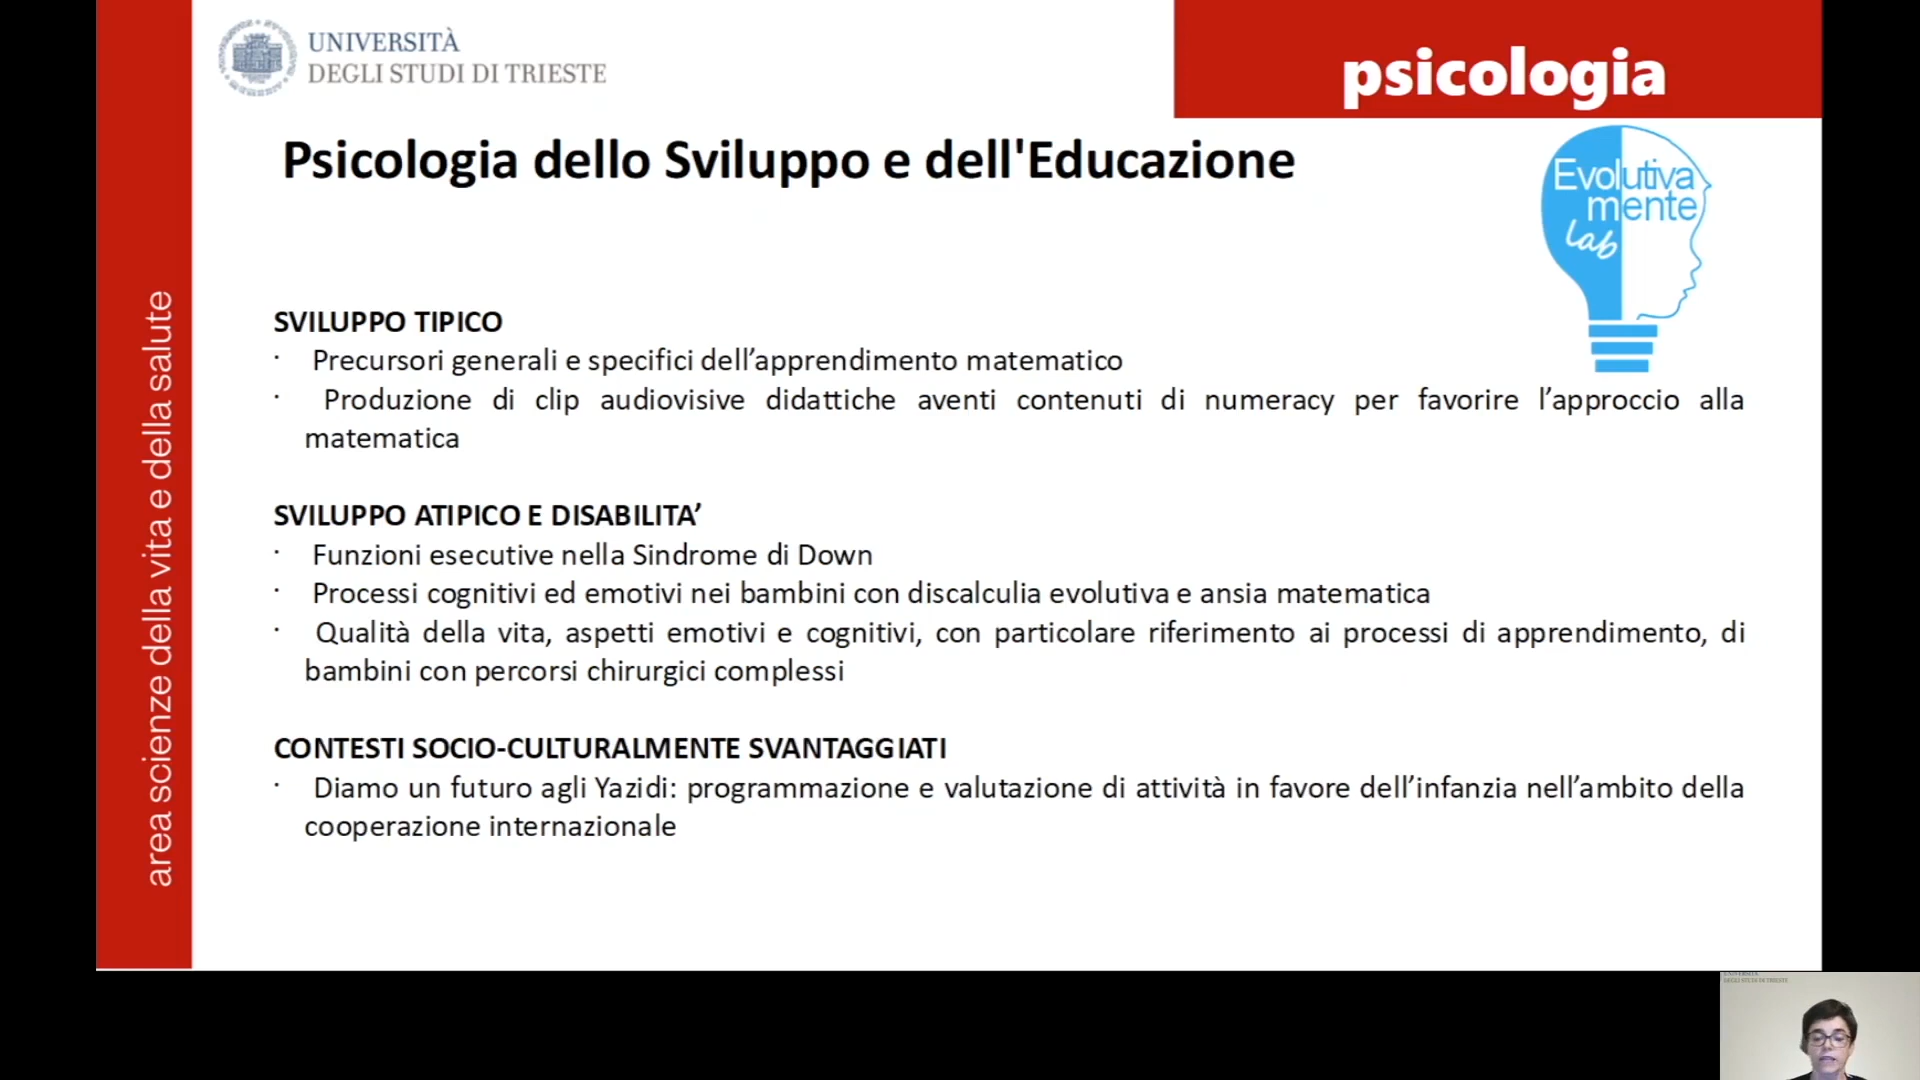 UNIVERSITÀ
DEGLI STUDI DI TRIESTE
psicologia
Psicologia dello Sviluppo e dell'Educazione
Evolutiva
mente
Lab
area scienze della vita e della salute
SVILUPPO TIPICO
· Precursori generali e specifici dell’apprendimento matematico
· Produzione di clip audiovisive didattiche aventi contenuti di numeracy per favorire l’approccio alla
matematica
SVILUPPO ATIPICO E DISABILITA’
· Funzioni esecutive nella Sindrome di Down
· Processi cognitivi ed emotivi nei bambini con discalculia evolutiva e ansia matematica
· Qualità della vita, aspetti emotivi e cognitivi, con particolare riferimento ai processi di apprendimento, di
bambini con percorsi chirurgici complessi
CONTESTI SOCIO-CULTURALMENTE SVANTAGGIATI
· Diamo un futuro agli Yazidi: programmazione e valutazione di attività in favore dell’infanzia nell’ambito della
cooperazione internazionale
DEGLI STUDI DI TRIESTE